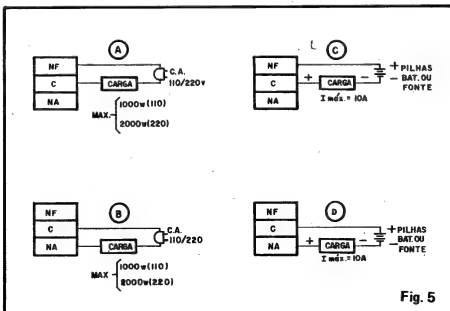 A
NF
C
NA
CARGA
C.A.
110/220v
MAX.
1000w(110)
2000w(220)
C
NF
C
NA
+ CARGA -
I máx.= 10A
+ PILHAS
- BAT. OU
FONTE
B
NF
C
NA
CARGA
C.A.
110/220
MAX
1000w(110)
2000w(220)
D
NF
C
NA
+ CARGA -
I máx.= 10A
+ PILHAS
BAT. OU
- FONTE
Fig. 5